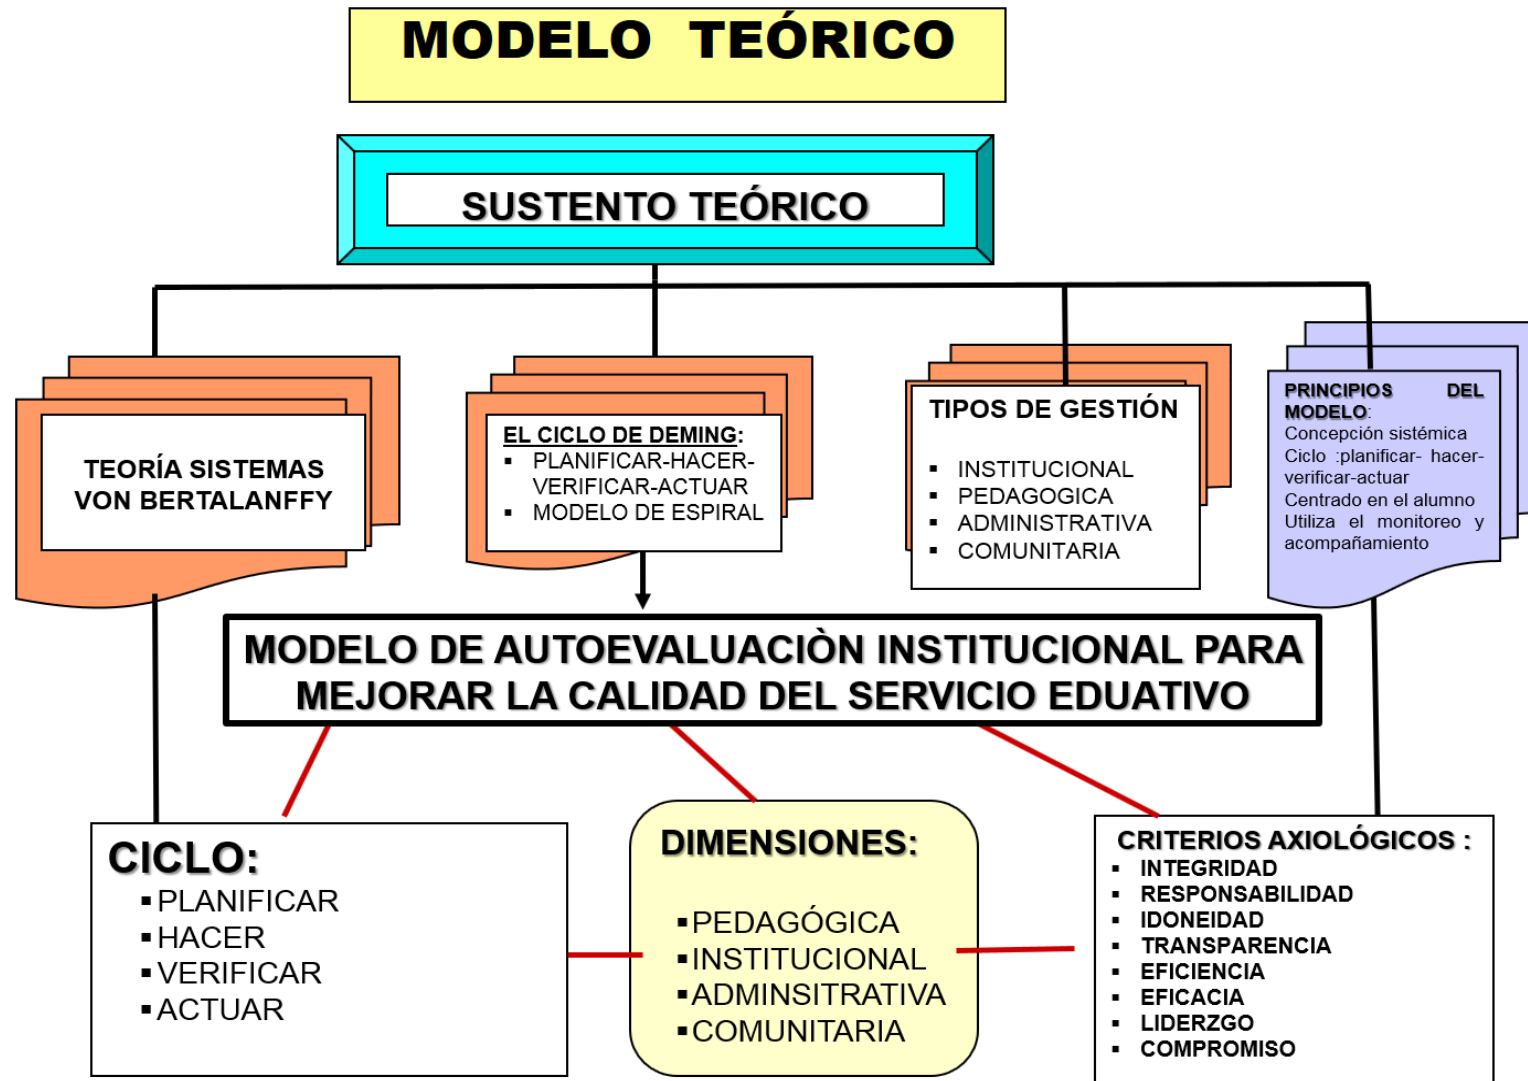 MODELO TEÓRICO
SUSTENTO TEÓRICO
TEORÍA SISTEMAS
VON BERTALANFFY
EL CICLO DE DEMING:
▪ PLANIFICAR-HACER-
VERIFICAR-ACTUAR
▪ MODELO DE ESPIRAL
TIPOS DE GESTIÓN
▪ INSTITUCIONAL
▪ PEDAGOGICA
▪ ADMINISTRATIVA
▪ COMUNITARIA
PRINCIPIOS DEL
MODELO:
Concepción sistémica
Ciclo :planificar- hacer-
verificar-actuar
Centrado en el alumno
Utiliza el monitoreo y
acompañamiento
MODELO DE AUTOEVALUACIÒN INSTITUCIONAL PARA
MEJORAR LA CALIDAD DEL SERVICIO EDUATIVO
CICLO:
▪PLANIFICAR
▪HACER
▪VERIFICAR
▪ACTUAR
DIMENSIONES:
▪PEDAGÓGICA
▪INSTITUCIONAL
▪ADMINSITRATIVA
▪COMUNITARIA
CRITERIOS AXIOLÓGICOS :
▪ INTEGRIDAD
▪ RESPONSABILIDAD
▪ IDONEIDAD
▪ TRANSPARENCIA
▪ EFICIENCIA
▪ EFICACIA
▪ LIDERZGO
▪ COMPROMISO